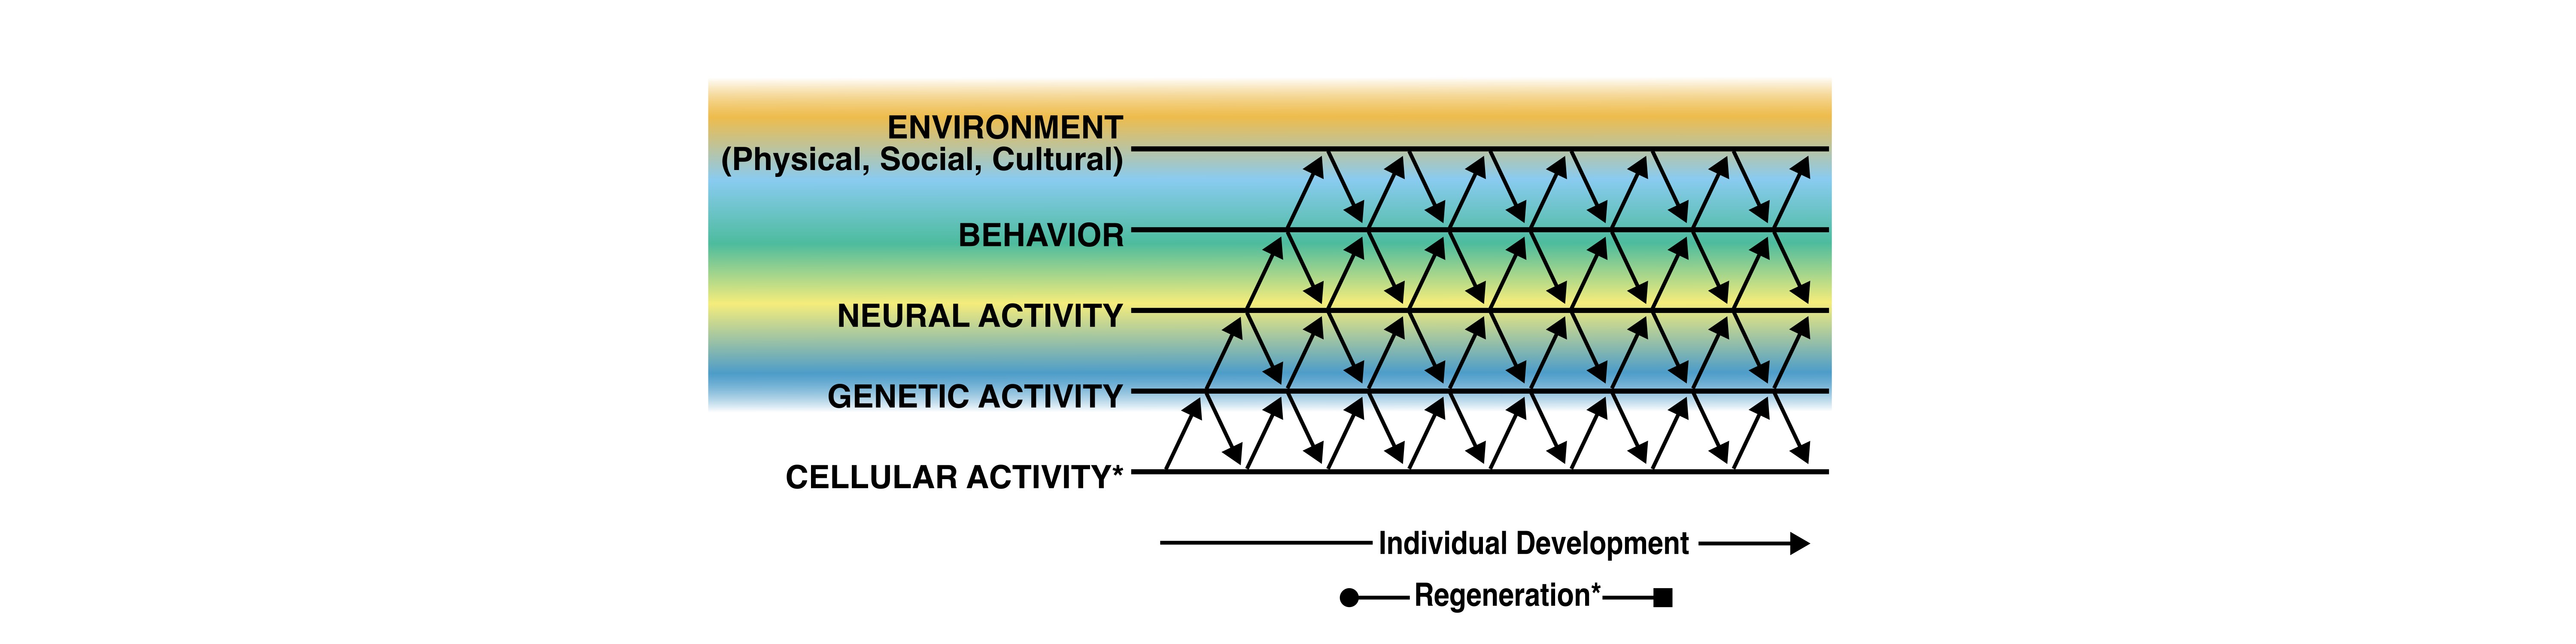 ENVIRONMENT
(Physical, Social, Cultural)
BEHAVIOR
NEURAL ACTIVITY
GENETIC ACTIVITY
CELLULAR ACTIVITY*
Individual Development
Regeneration*